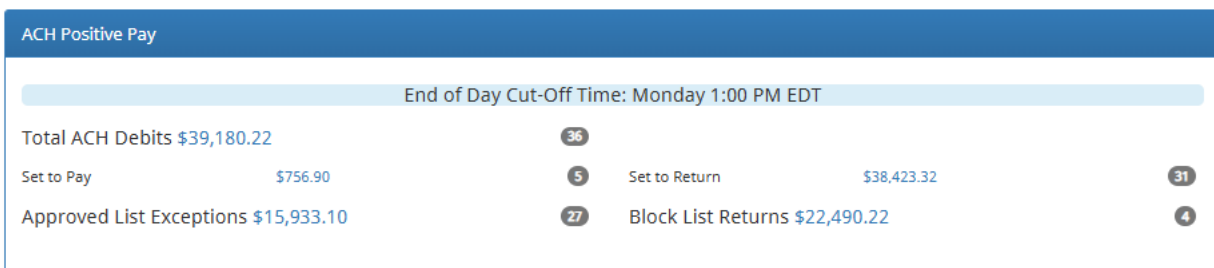 ACH Positive Pay
End of Day Cut-Off Time: Monday 1:00 PM EDT
Total ACH Debits $39,180.22 36
Set to Pay $756.90 5 Set to Return $38,423.32 31
Approved List Exceptions $15,933.10 27 Block List Returns $22,490.22 4